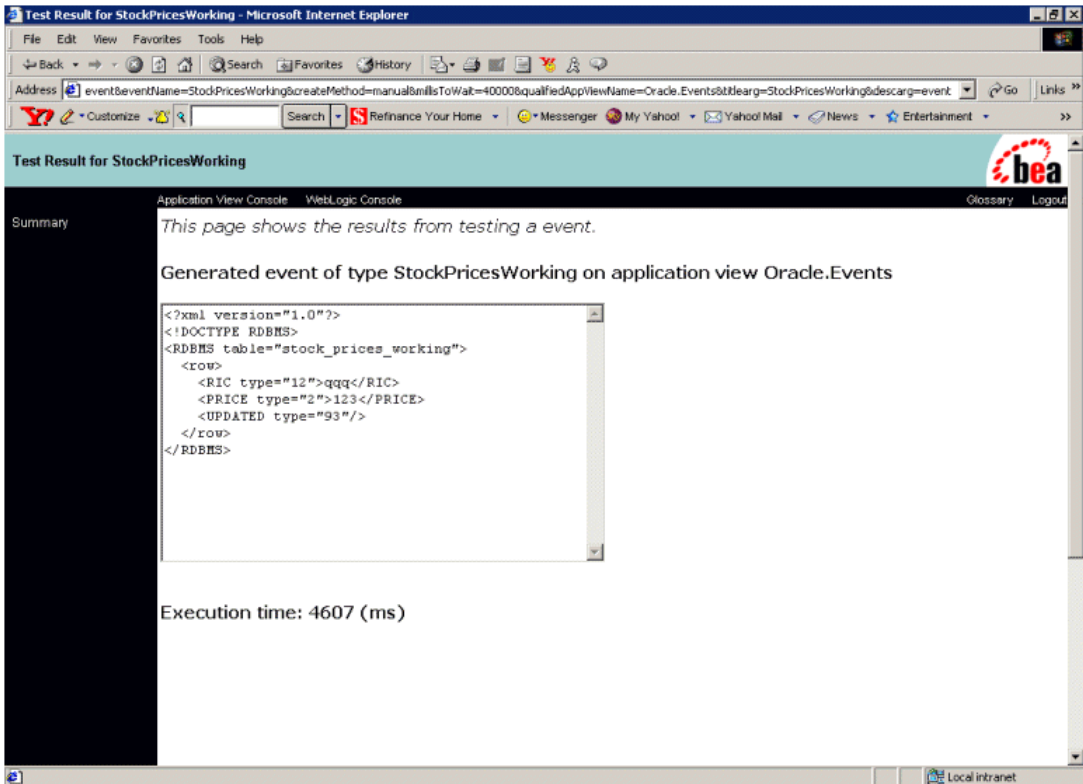 Test Result for StockPricesWorking - Microsoft Internet Explorer
File Edit View Favorites Tools Help
Back Search Favorites History
Address event&eventName=StockPricesWorking&createMethod=manual&millsToWait=40000&qualifiedAppViewName=Oracle.Events&titlearg=StockPricesWorking&descarg=event Go Links »
Y! Customize Search Refinance Your Home Messenger My Yahoo! Yahoo! Mail News Entertainment »
Test Result for StockPricesWorking
bea
Application View Console WebLogic Console Glossary Logout
Summary
This page shows the results from testing a event.
Generated event of type StockPricesWorking on application view Oracle.Events
<?xml version="1.0"?>
<!DOCTYPE RDBMS>
<RDBMS table="stock_prices_working">
<row>
<RIC type="12">qqq</RIC>
<PRICE type="2">123</PRICE>
<UPDATED type="93"/>
</row>
</RDBMS>
Execution time: 4607 (ms)
Local intranet